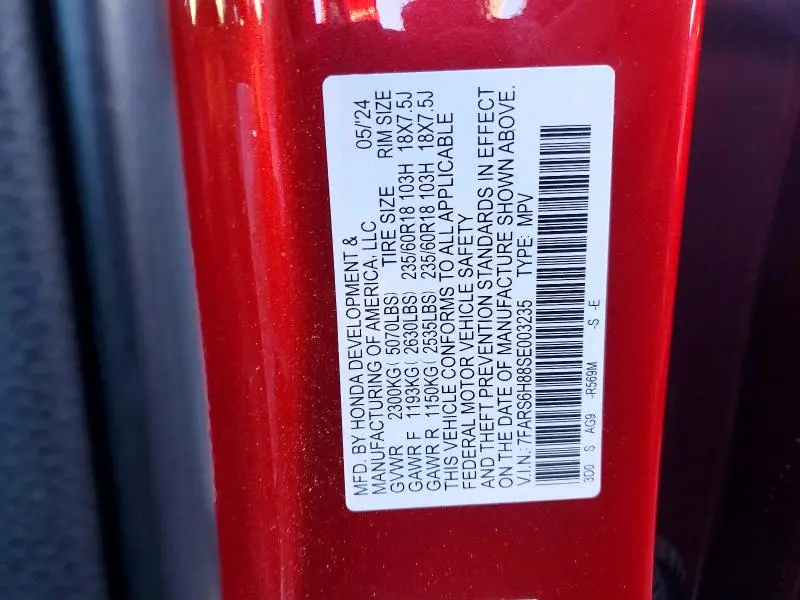 MFD. BY HONDA DEVELOPMENT &
MANUFACTURING OF AMERICA, LLC 05/'24
GVWR 2300KG ( 5070LBS) TIRE SIZE RIM SIZE
GAWR F 1193KG ( 2630LBS) 235/60R18 103H 18X7.5J
GAWR R 1150KG ( 2535LBS) 235/60R18 103H 18X7.5J
THIS VEHICLE CONFORMS TO ALL APPLICABLE
FEDERAL MOTOR VEHICLE SAFETY
AND THEFT PREVENTION STANDARDS IN EFFECT
ON THE DATE OF MANUFACTURE SHOWN ABOVE.
V.I.N.: 7FARS6H88SE003235 TYPE: MPV
3D0 S AG9 -R569M -S -E